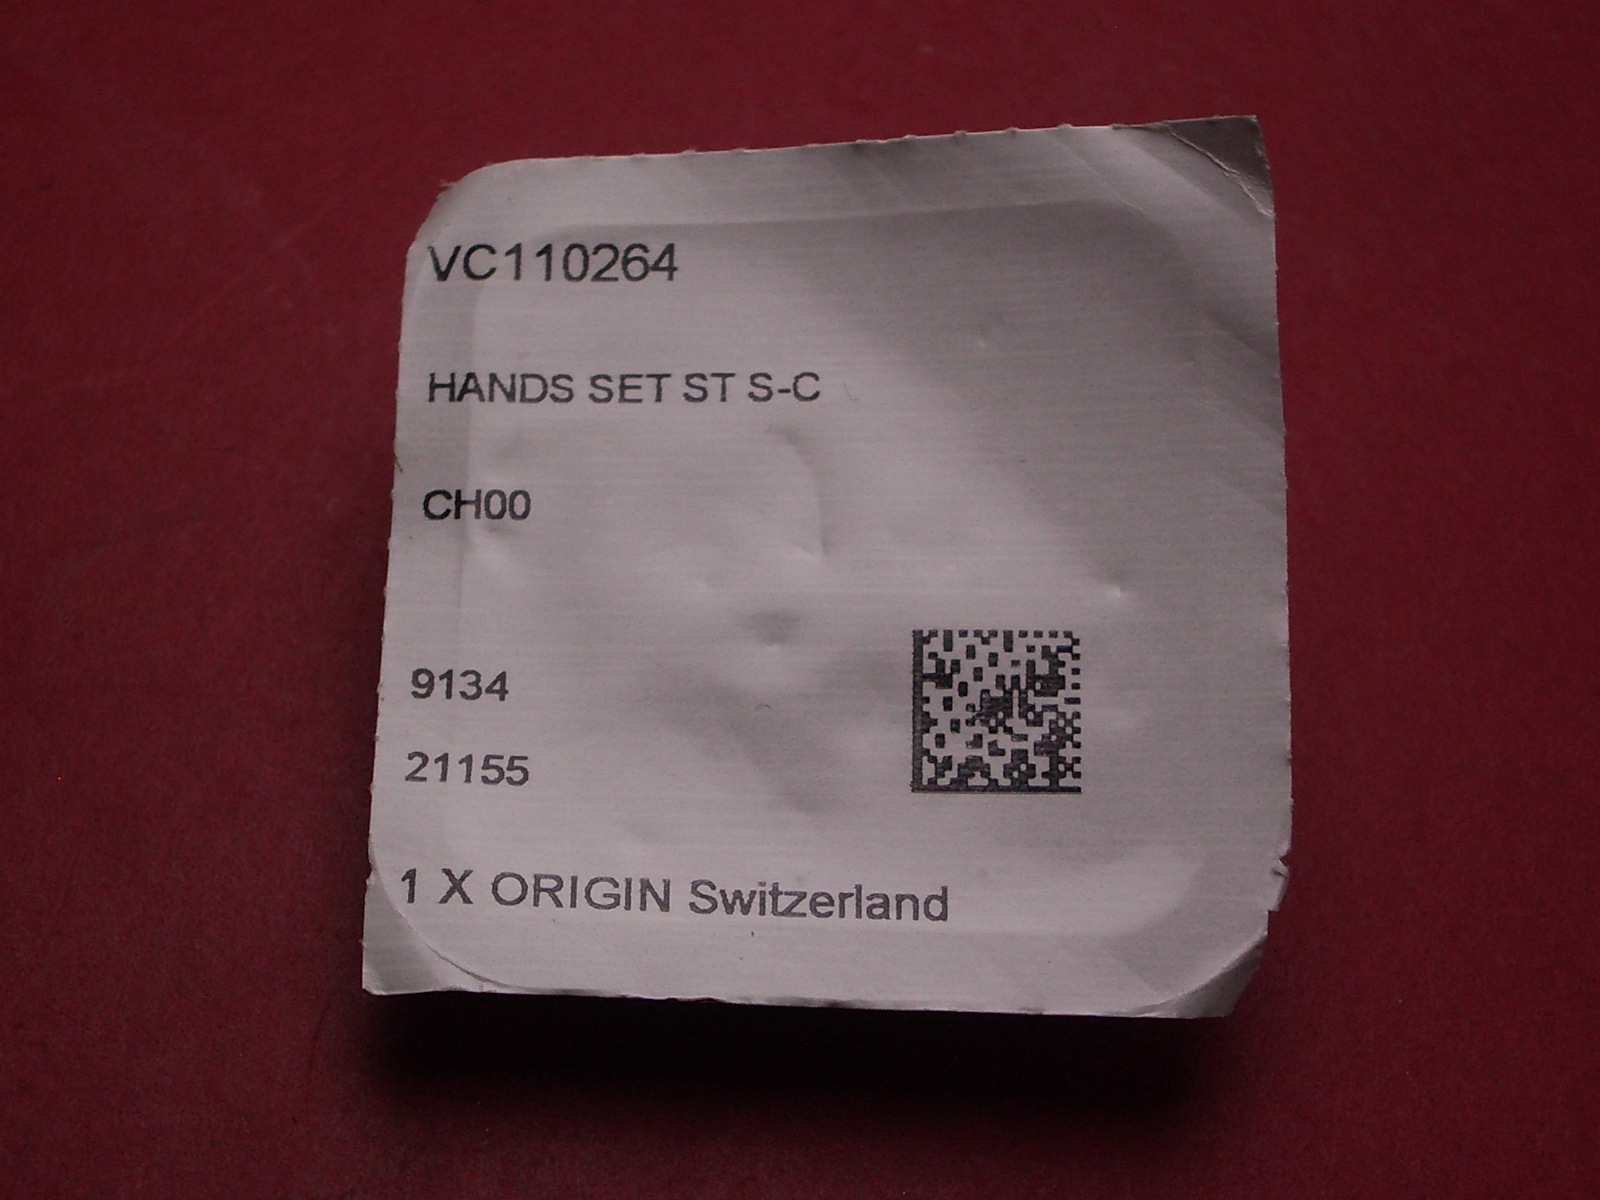 VC110264
HANDS SET ST S-C
CH00
9134
21155
1 X ORIGIN Switzerland